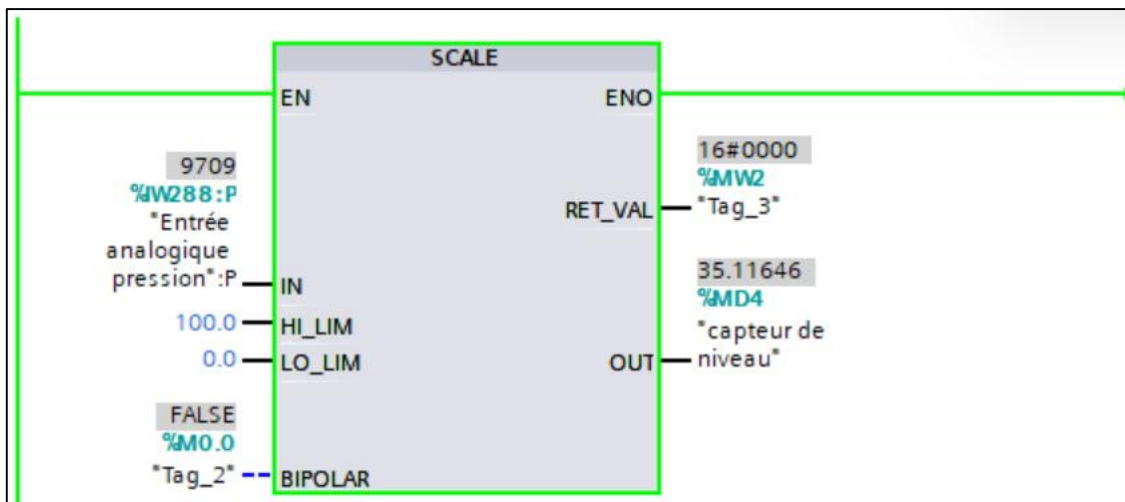 SCALE
EN
ENO
9709
%IW288:P
"Entrée
analogique
pression":P
IN
100.0
HI_LIM
0.0
LO_LIM
FALSE
%M0.0
"Tag_2"
BIPOLAR
16#0000
%MW2
RET_VAL
"Tag_3"
35.11646
%MD4
"capteur de
OUT
niveau"